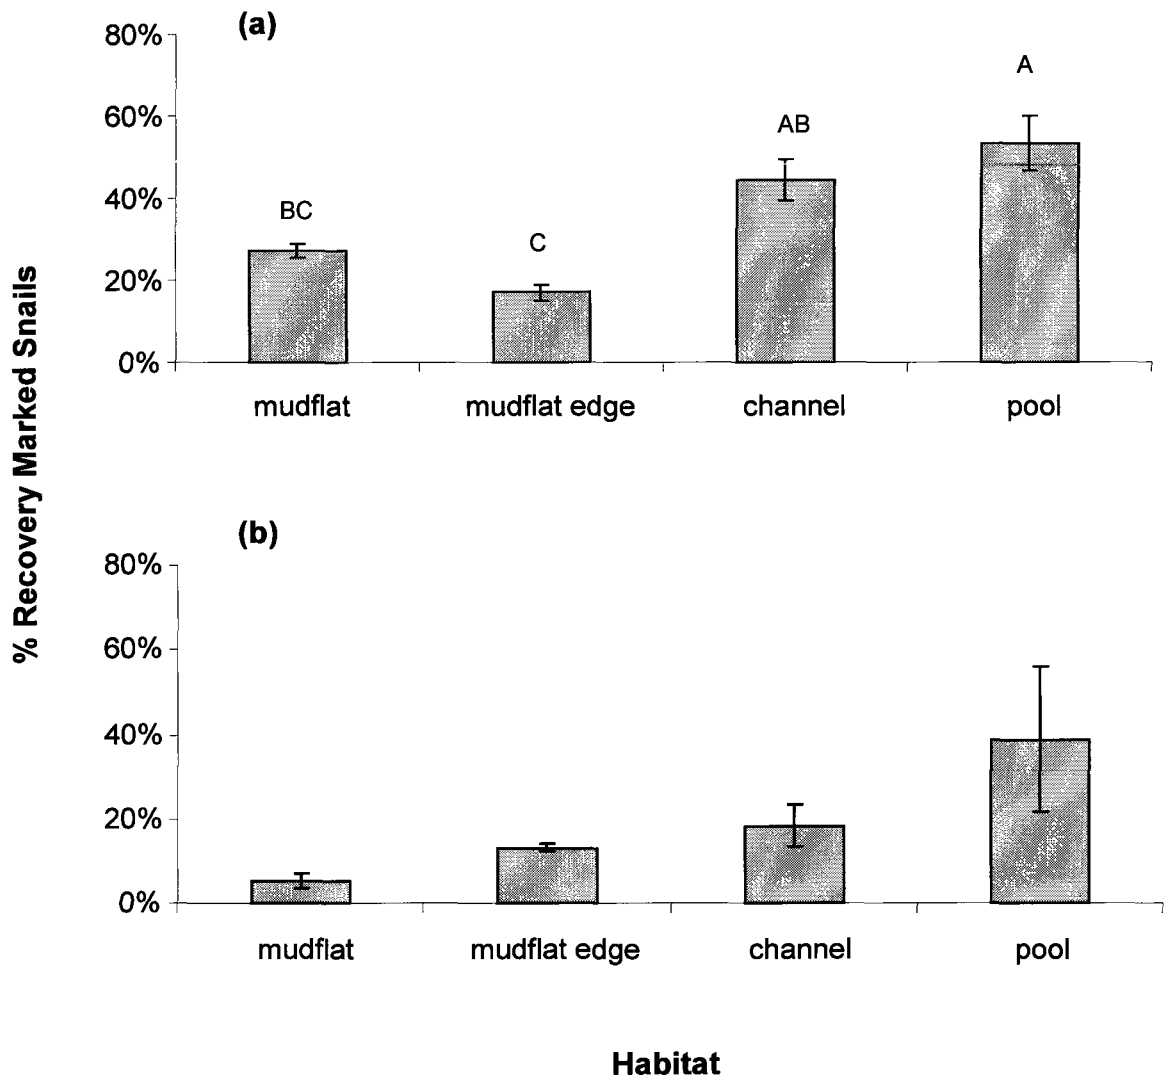 (a)
80%
60%
40%
20%
0%
BC
C
AB
A
mudflat
mudflat edge
channel
pool
% Recovery Marked Snails
(b)
80%
60%
40%
20%
0%
mudflat
mudflat edge
channel
pool
Habitat